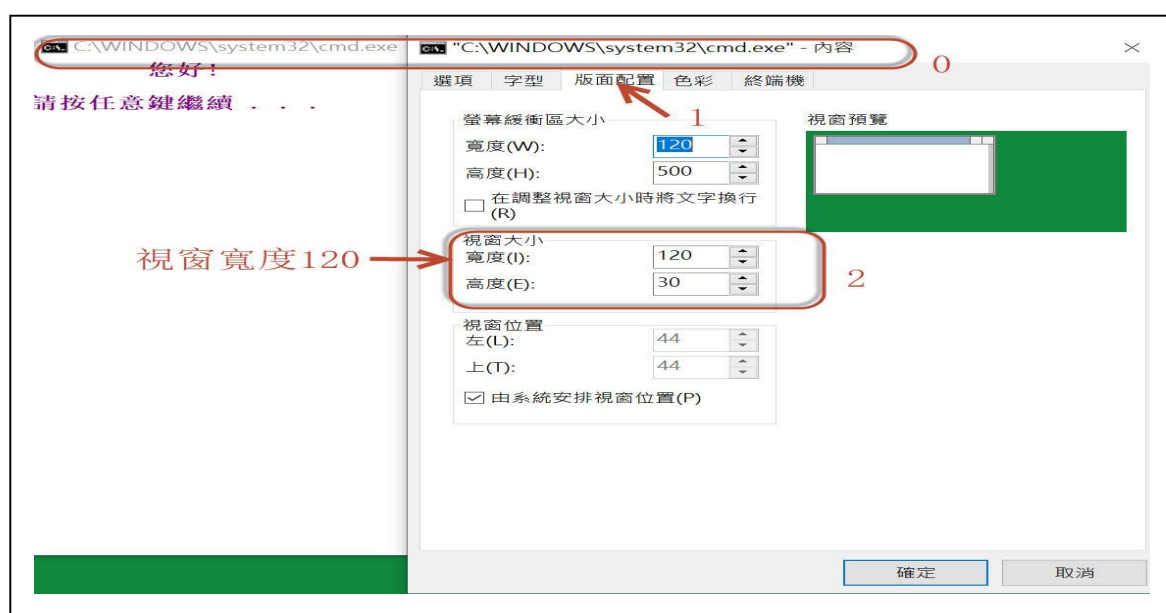 C:\WINDOWS\system32\cmd.exe
您好!
請按任意鍵繼續 . . .
"C:\WINDOWS\system32\cmd.exe" - 內容
0
選項 字型 版面配置 色彩 終端機
1
螢幕緩衝區大小
寬度(W): 120
高度(H): 500
在調整視窗大小時將文字換行
(R)
視窗預覽
視窗寬度120
視窗大小
寬度(I): 120
高度(E): 30
2
視窗位置
左(L): 44
上(T): 44
由系統安排視窗位置(P)
確定 取消